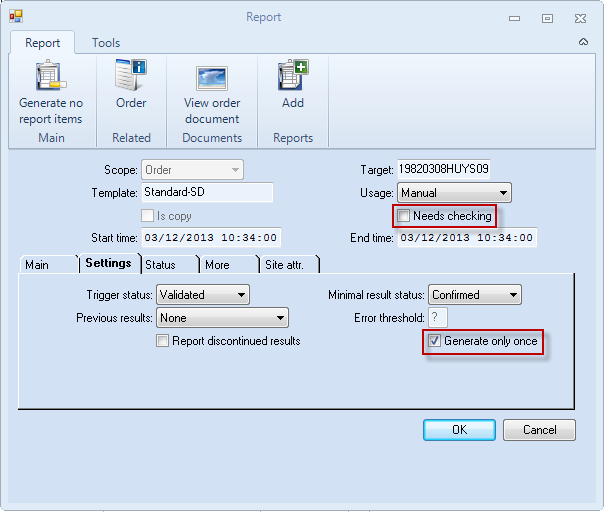 Report
Report Tools
Generate no report items
Order
View order document
Add
Main Related Documents Reports
Scope: Order Target: 19820308HUYS09
Template: Standard-SD Usage: Manual
Is copy Needs checking
Start time: 03/12/2013 10:34:00 End time: 03/12/2013 10:34:00
Main Settings Status More Site attr.
Trigger status: Validated Minimal result status: Confirmed
Previous results: None Error threshold: ?
Report discontinued results Generate only once
OK Cancel